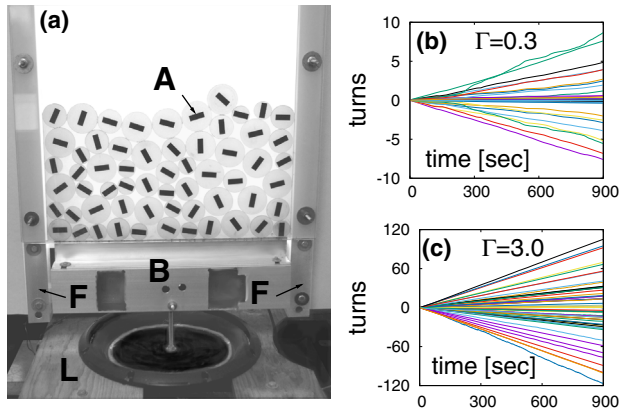 (a)
A
B
F
F
L
(b) Γ=0.3
turns
10
5
0
-5
-10
time [sec]
0 300 600 900
(c) Γ=3.0
turns
120
60
0
-60
-120
time [sec]
0 300 600 900